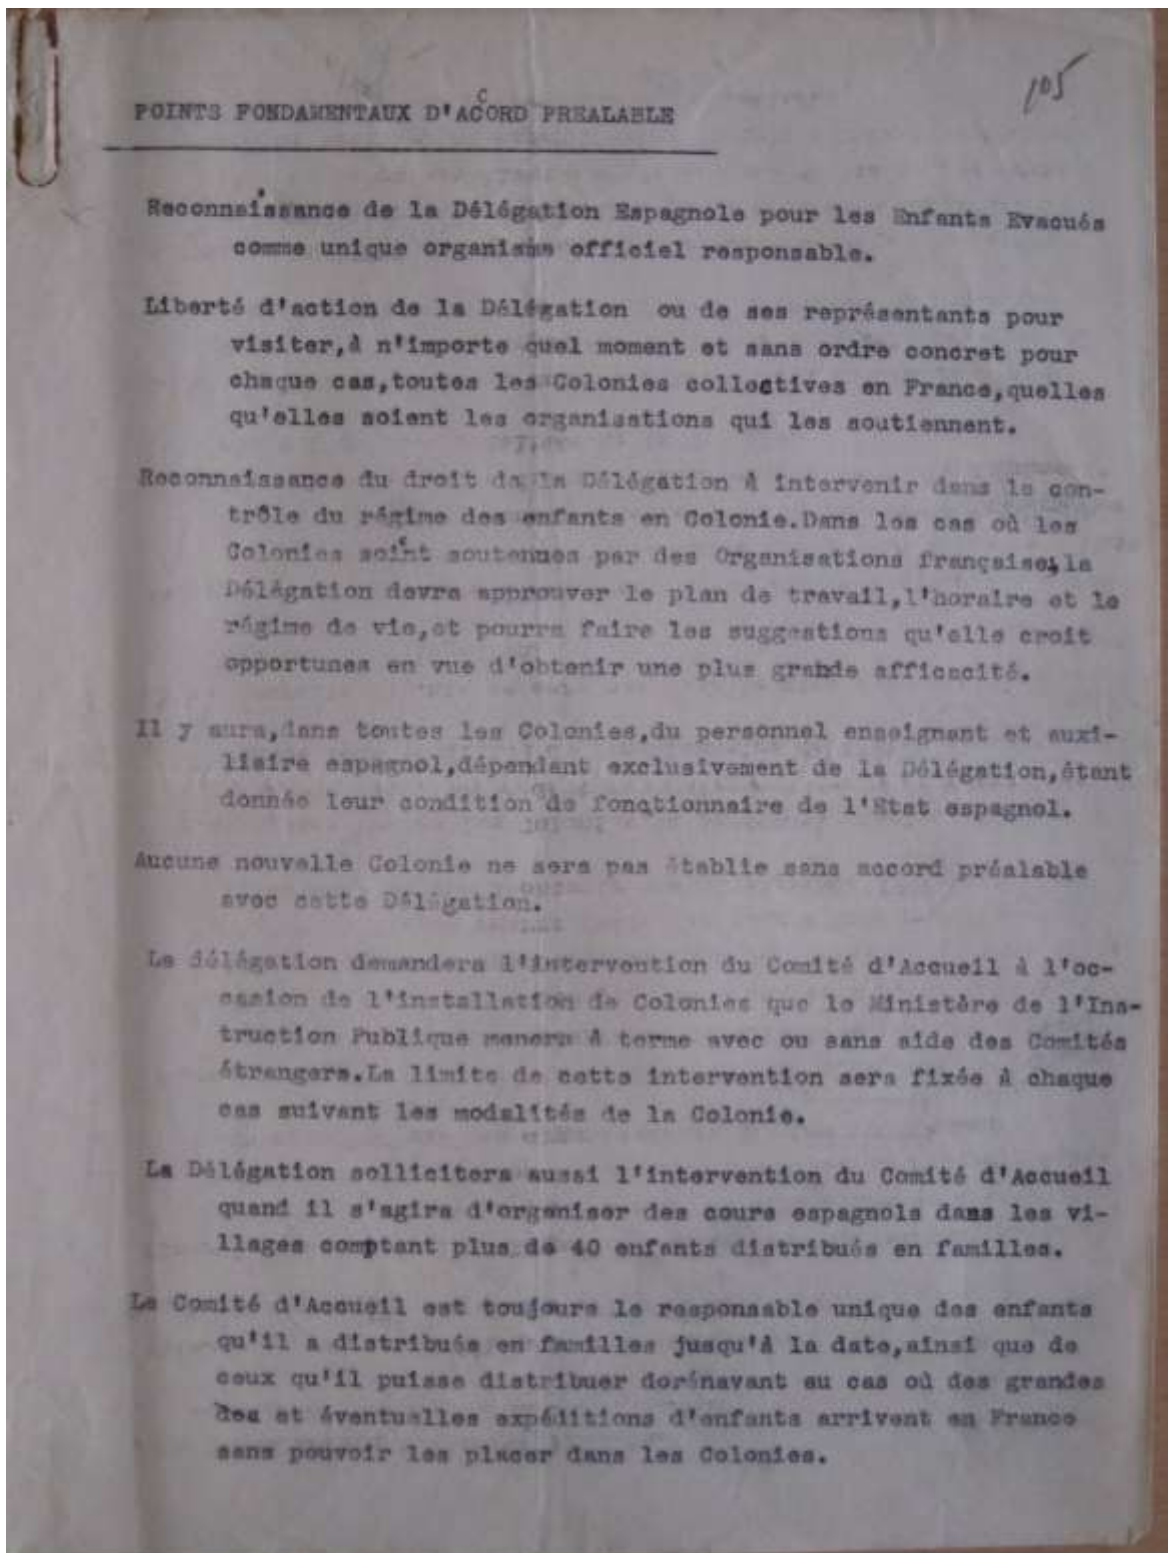 105
POINTS FONDAMENTAUX D'ACCORD PREALABLE
Reconnaissance de la Délégation Espagnole pour les Enfants Evacués
comme unique organisme officiel responsable.
Liberté d'action de la Délégation ou de ses représentants pour
visiter,à n'importe quel moment et sans ordre concret pour
chaque cas,toutes les Colonies collectives en France,quelles
qu'elles soient les organisations qui les soutiennent.
Reconnaissance du droit de la Délégation à intervenir dans le con-
trôle du régime des enfants en Colonie.Dans les cas où les
Colonies soient soutenues par des Organisations françaises,la
Délégation devra approuver le plan de travail,l'horaire et le
régime de vie,et pourra faire les suggestions qu'elle croit
opportunes en vue d'obtenir une plus grande afficacité.
Il y aura,dans toutes les Colonies,du personnel enseignant et auxi-
liaire espagnol,dépendant exclusivement de la Délégation,étant
donnée leur condition de fonctionnaire de l'Etat espagnol.
Aucune nouvelle Colonie ne sera pas établie sans accord préalable
avec cette Délégation.
La délégation demandera l'intervention du Comité d'Accueil à l'oc-
casion de l'installation de Colonies que le Ministère de l'Ins-
truction Publique menera à terme avec ou sans aide des Comités
étrangers.La limite de cette intervention sera fixée à chaque
cas suivant les modalités de la Colonie.
La Délégation sollicitera aussi l'intervention du Comité d'Accueil
quand il s'agira d'organiser des cours espagnols dans les vi-
llages comptant plus de 40 enfants distribués en familles.
Le Comité d'Accueil est toujours le responsable unique des enfants
qu'il a distribués en familles jusqu'à la date,ainsi que de
ceux qu'il puisse distribuer dorénavant au cas où des grandes
des et éventuelles expéditions d'enfants arrivent en France
sans pouvoir les placer dans les Colonies.